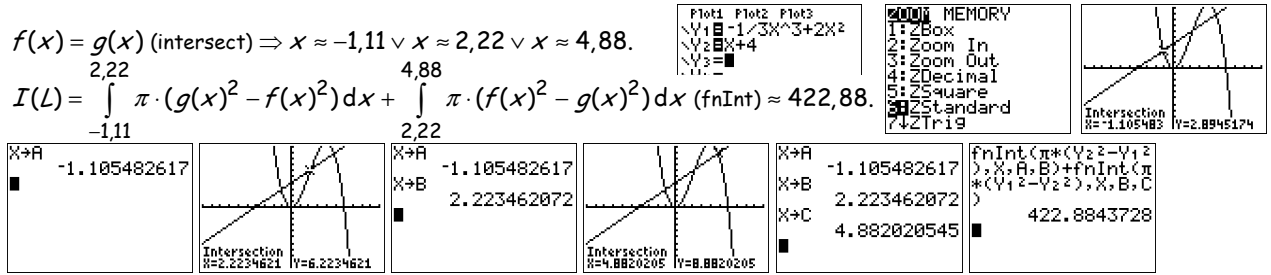 f(x) = g(x) (intersect) ⇒ x ≈ −1,11 ∨ x ≈ 2,22 ∨ x ≈ 4,88.
I(L) = ∫_{−1,11}^{2,22} π · (g(x)² − f(x)²) dx + ∫_{2,22}^{4,88} π · (f(x)² − g(x)²) dx (fnInt) ≈ 422,88.
Plot1 Plot2 Plot3
\Y1=-1/3X^3+2X²
\Y2=X+4
\Y3=
ZOOM MEMORY
1:ZBox
2:Zoom In
3:Zoom Out
4:ZDecimal
5:ZSquare
6:ZStandard
7↓ZTrig
Intersection
X=-1.105483 Y=2.8945174
X→A
-1.105482617
Intersection
X=2.2234621 Y=6.2234621
X→A
-1.105482617
X→B
2.223462072
Intersection
X=4.8820205 Y=8.8820205
X→A
-1.105482617
X→B
2.223462072
X→C
4.882020545
fnInt(π*(Y2²-Y1²
),X,A,B)+fnInt(π
*(Y1²-Y2²),X,B,C
)
422.8843728